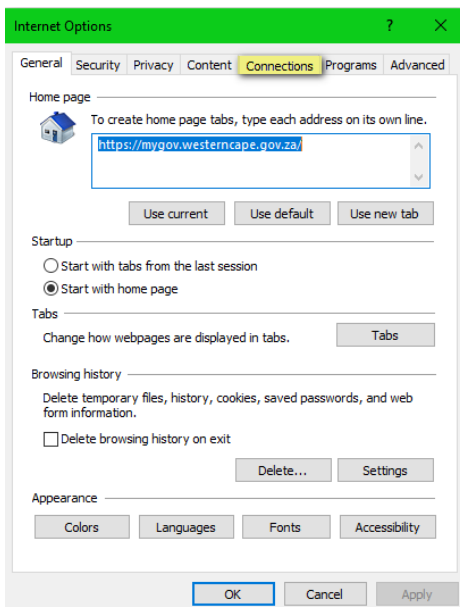 Internet Options ? ×
General Security Privacy Content Connections Programs Advanced
Home page
To create home page tabs, type each address on its own line.
https://mygov.westerncape.gov.za/
Use current Use default Use new tab
Startup
Start with tabs from the last session
Start with home page
Tabs
Change how webpages are displayed in tabs. Tabs
Browsing history
Delete temporary files, history, cookies, saved passwords, and web
form information.
Delete browsing history on exit
Delete... Settings
Appearance
Colors Languages Fonts Accessibility
OK Cancel Apply